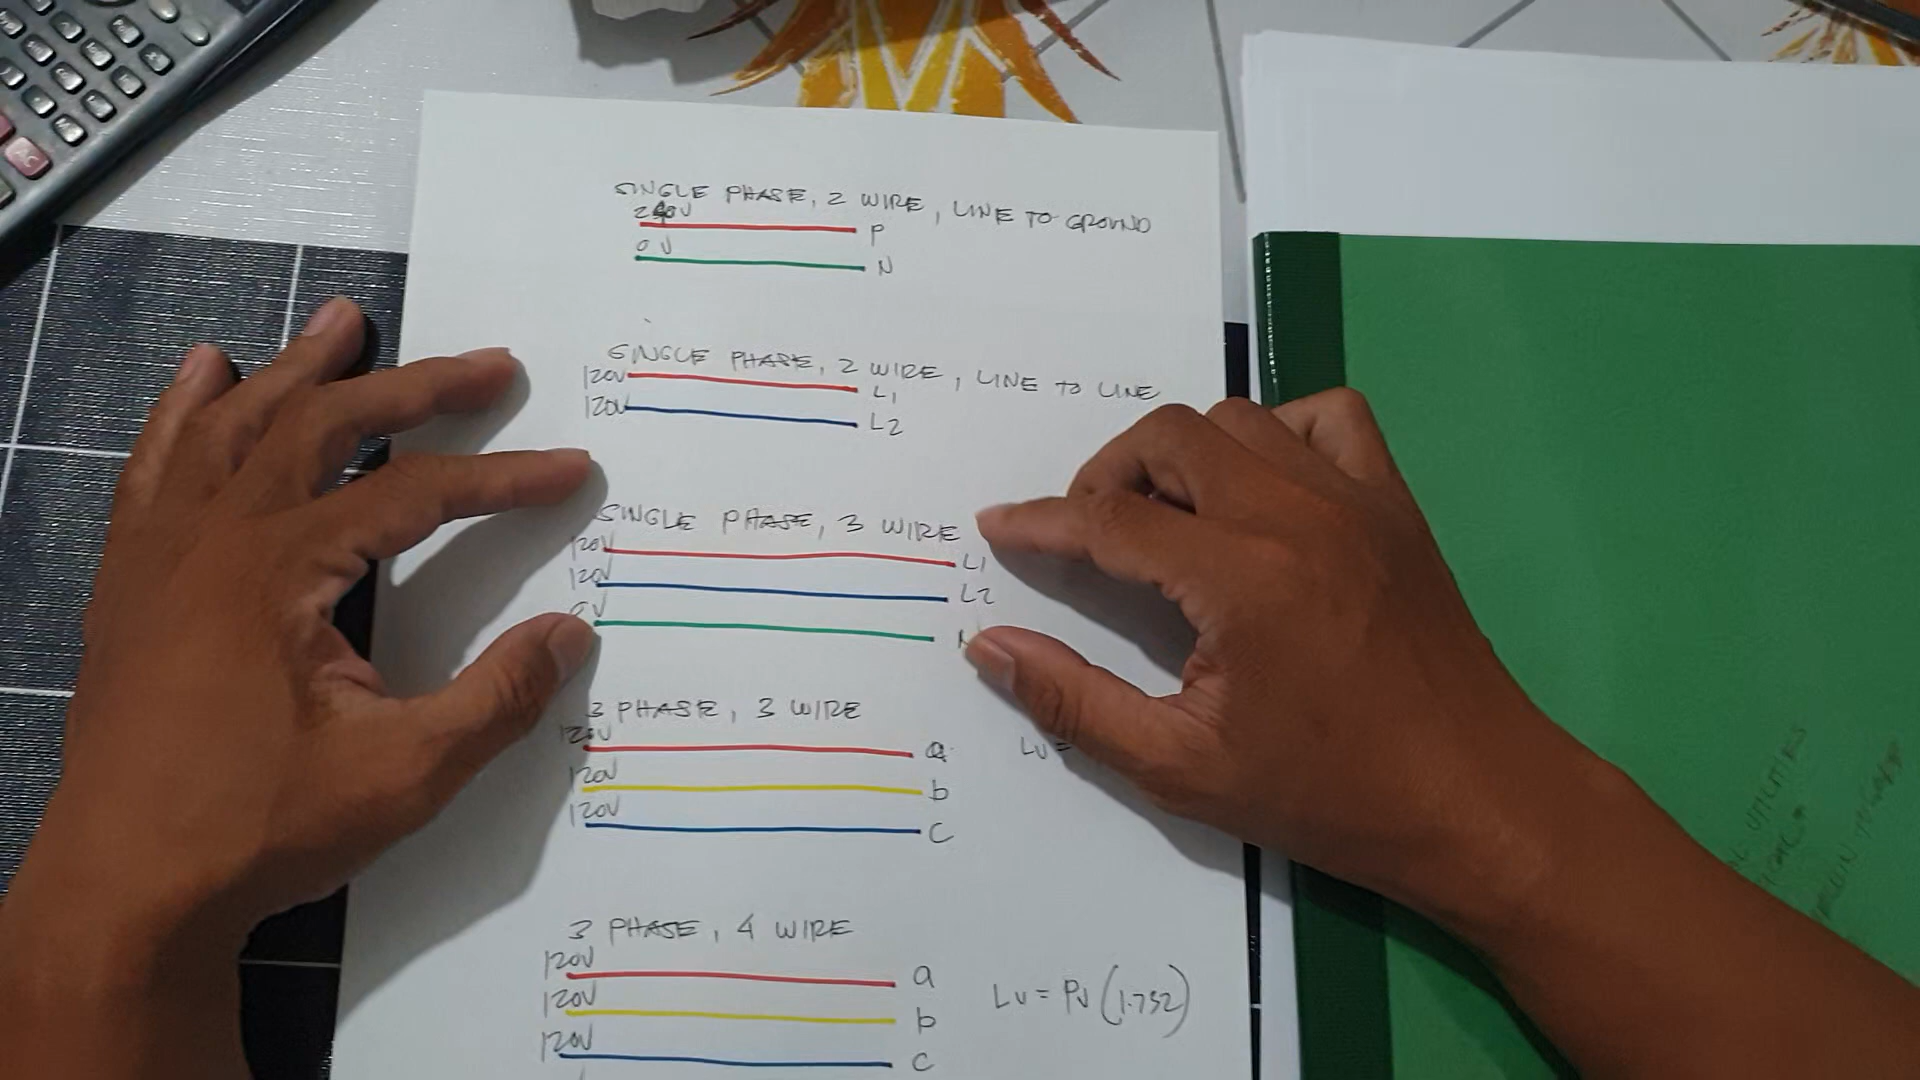 SINGLE PHASE, 2 WIRE, LINE TO GROUND
P
0 V
N
SINGLE PHASE, 2 WIRE, LINE TO LINE
120V L1
120V L2
SINGLE PHASE, 3 WIRE
120V L1
120V L2
0V
3 PHASE, 3 WIRE
120V a
LV =
120V b
120V C
3 PHASE, 4 WIRE
120V a
LV = PV (1.732)
120V b
120V C
AC